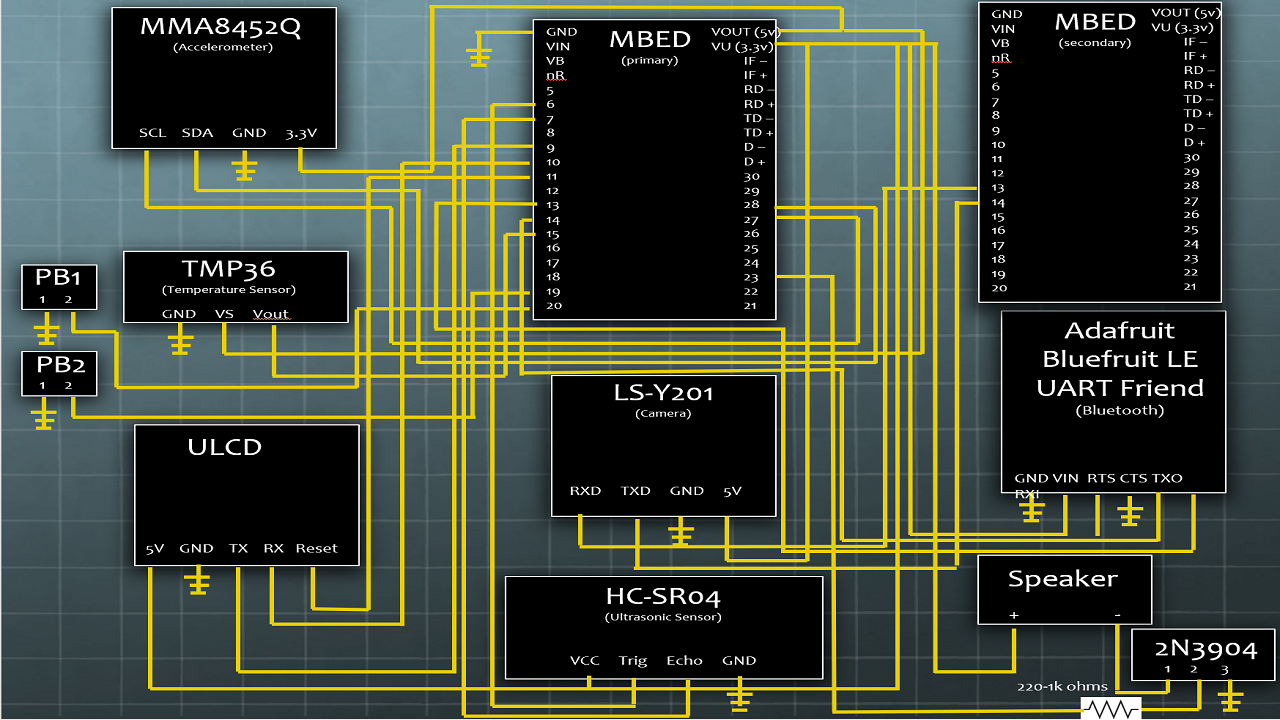 MMA8452Q
(Accelerometer)
SCL SDA GND 3.3V
MBED
(primary)
GND
VIN
VB
nR
5
6
7
8
9
10
11
12
13
14
15
16
17
18
19
20
VOUT (5v)
VU (3.3v)
IF –
IF +
RD –
RD +
TD –
TD +
D –
D +
30
29
28
27
26
25
24
23
22
21
MBED
(secondary)
GND
VIN
VB
nR
5
6
7
8
9
10
11
12
13
14
15
16
17
18
19
20
VOUT (5v)
VU (3.3v)
IF –
IF +
RD –
RD +
TD –
TD +
D –
D +
30
29
28
27
26
25
24
23
22
21
TMP36
(Temperature Sensor)
GND VS Vout
PB1
1 2
PB2
1 2
ULCD
5V GND TX RX Reset
LS-Y201
(Camera)
RXD TXD GND 5V
HC-SR04
(Ultrasonic Sensor)
VCC Trig Echo GND
Adafruit
Bluefruit LE
UART Friend
(Bluetooth)
GND VIN RTS CTS TXO
RXI
Speaker
+ -
2N3904
1 2 3
220-1k ohms